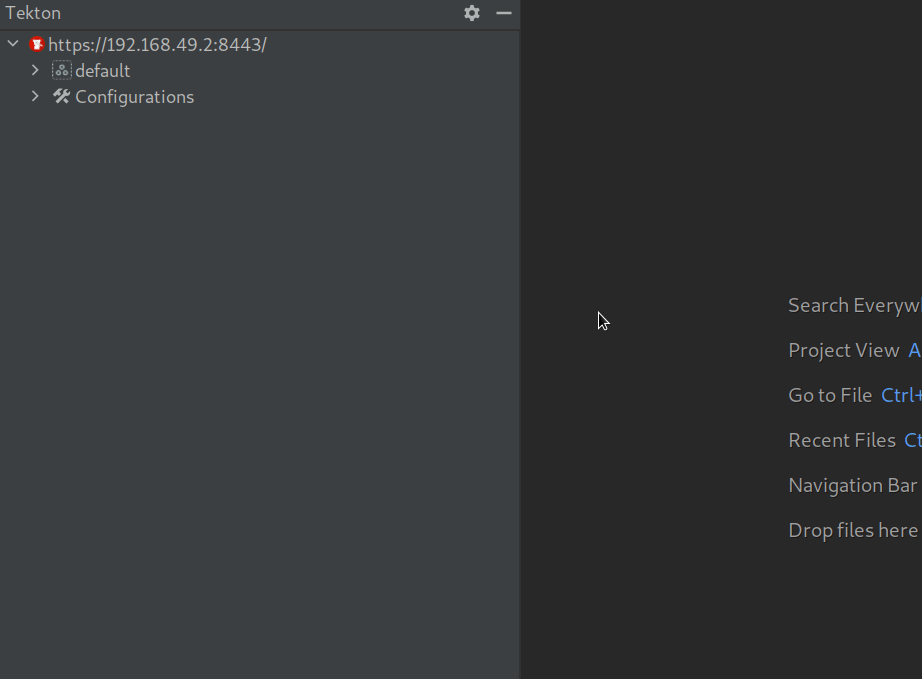 Tekton
https://192.168.49.2:8443/
default
Configurations
Search Everyw
Project View A
Go to File Ctrl+
Recent Files Ct
Navigation Bar
Drop files here